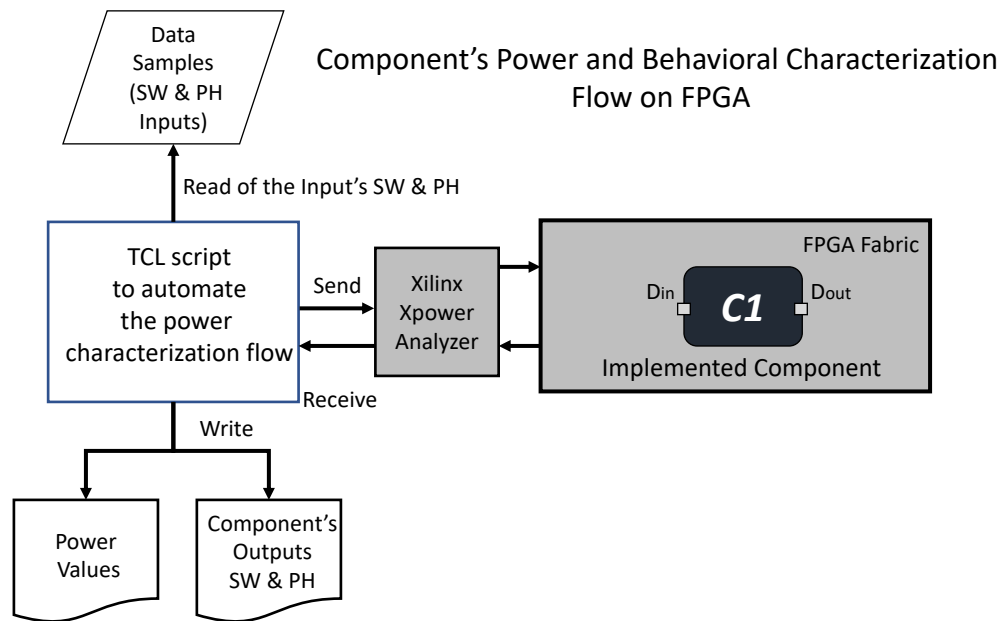 Data
Samples
(SW & PH
Inputs)
Component's Power and Behavioral Characterization
Flow on FPGA
Read of the Input's SW & PH
TCL script
to automate
the power
characterization flow
Send
Receive
Xilinx
Xpower
Analyzer
FPGA Fabric
Din
C1
Dout
Implemented Component
Write
Power
Values
Component's
Outputs
SW & PH